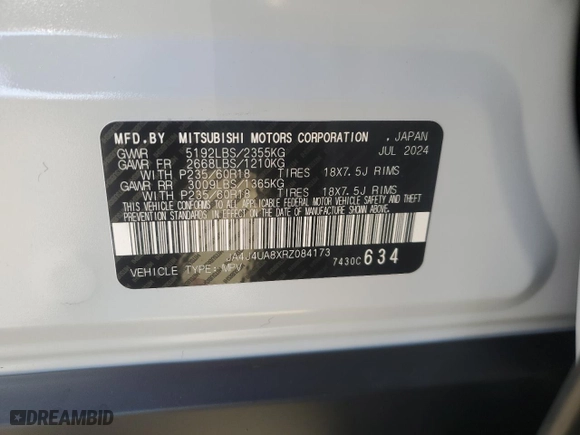 MFD.BY MITSUBISHI MOTORS CORPORATION , JAPAN
GVWR 5192LBS/2355KG JUL 2024
GAWR FR 2668LBS/1210KG
WITH P235/60R18 TIRES 18X7.5J RIMS
GAWR RR 3009LBS/1365KG
WITH P235/60R18 TIRES 18X7.5J RIMS
THIS VEHICLE CONFORMS TO ALL APPLICABLE FEDERAL MOTOR VEHICLE SAFETY AND
THEFT PREVENTION STANDARDS IN EFFECT ON THE DATE OF MANUFACTURE SHOWN ABOVE.
JA4J4UA8XRZ084173
VEHICLE TYPE: MPV 7430C 634
DREAMBID